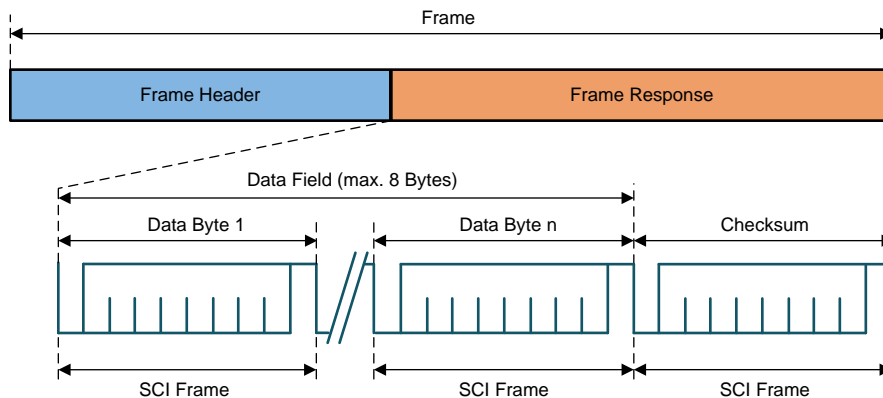 Frame
Frame Header
Frame Response
Data Field (max. 8 Bytes)
Data Byte 1
Data Byte n
Checksum
SCI Frame
SCI Frame
SCI Frame